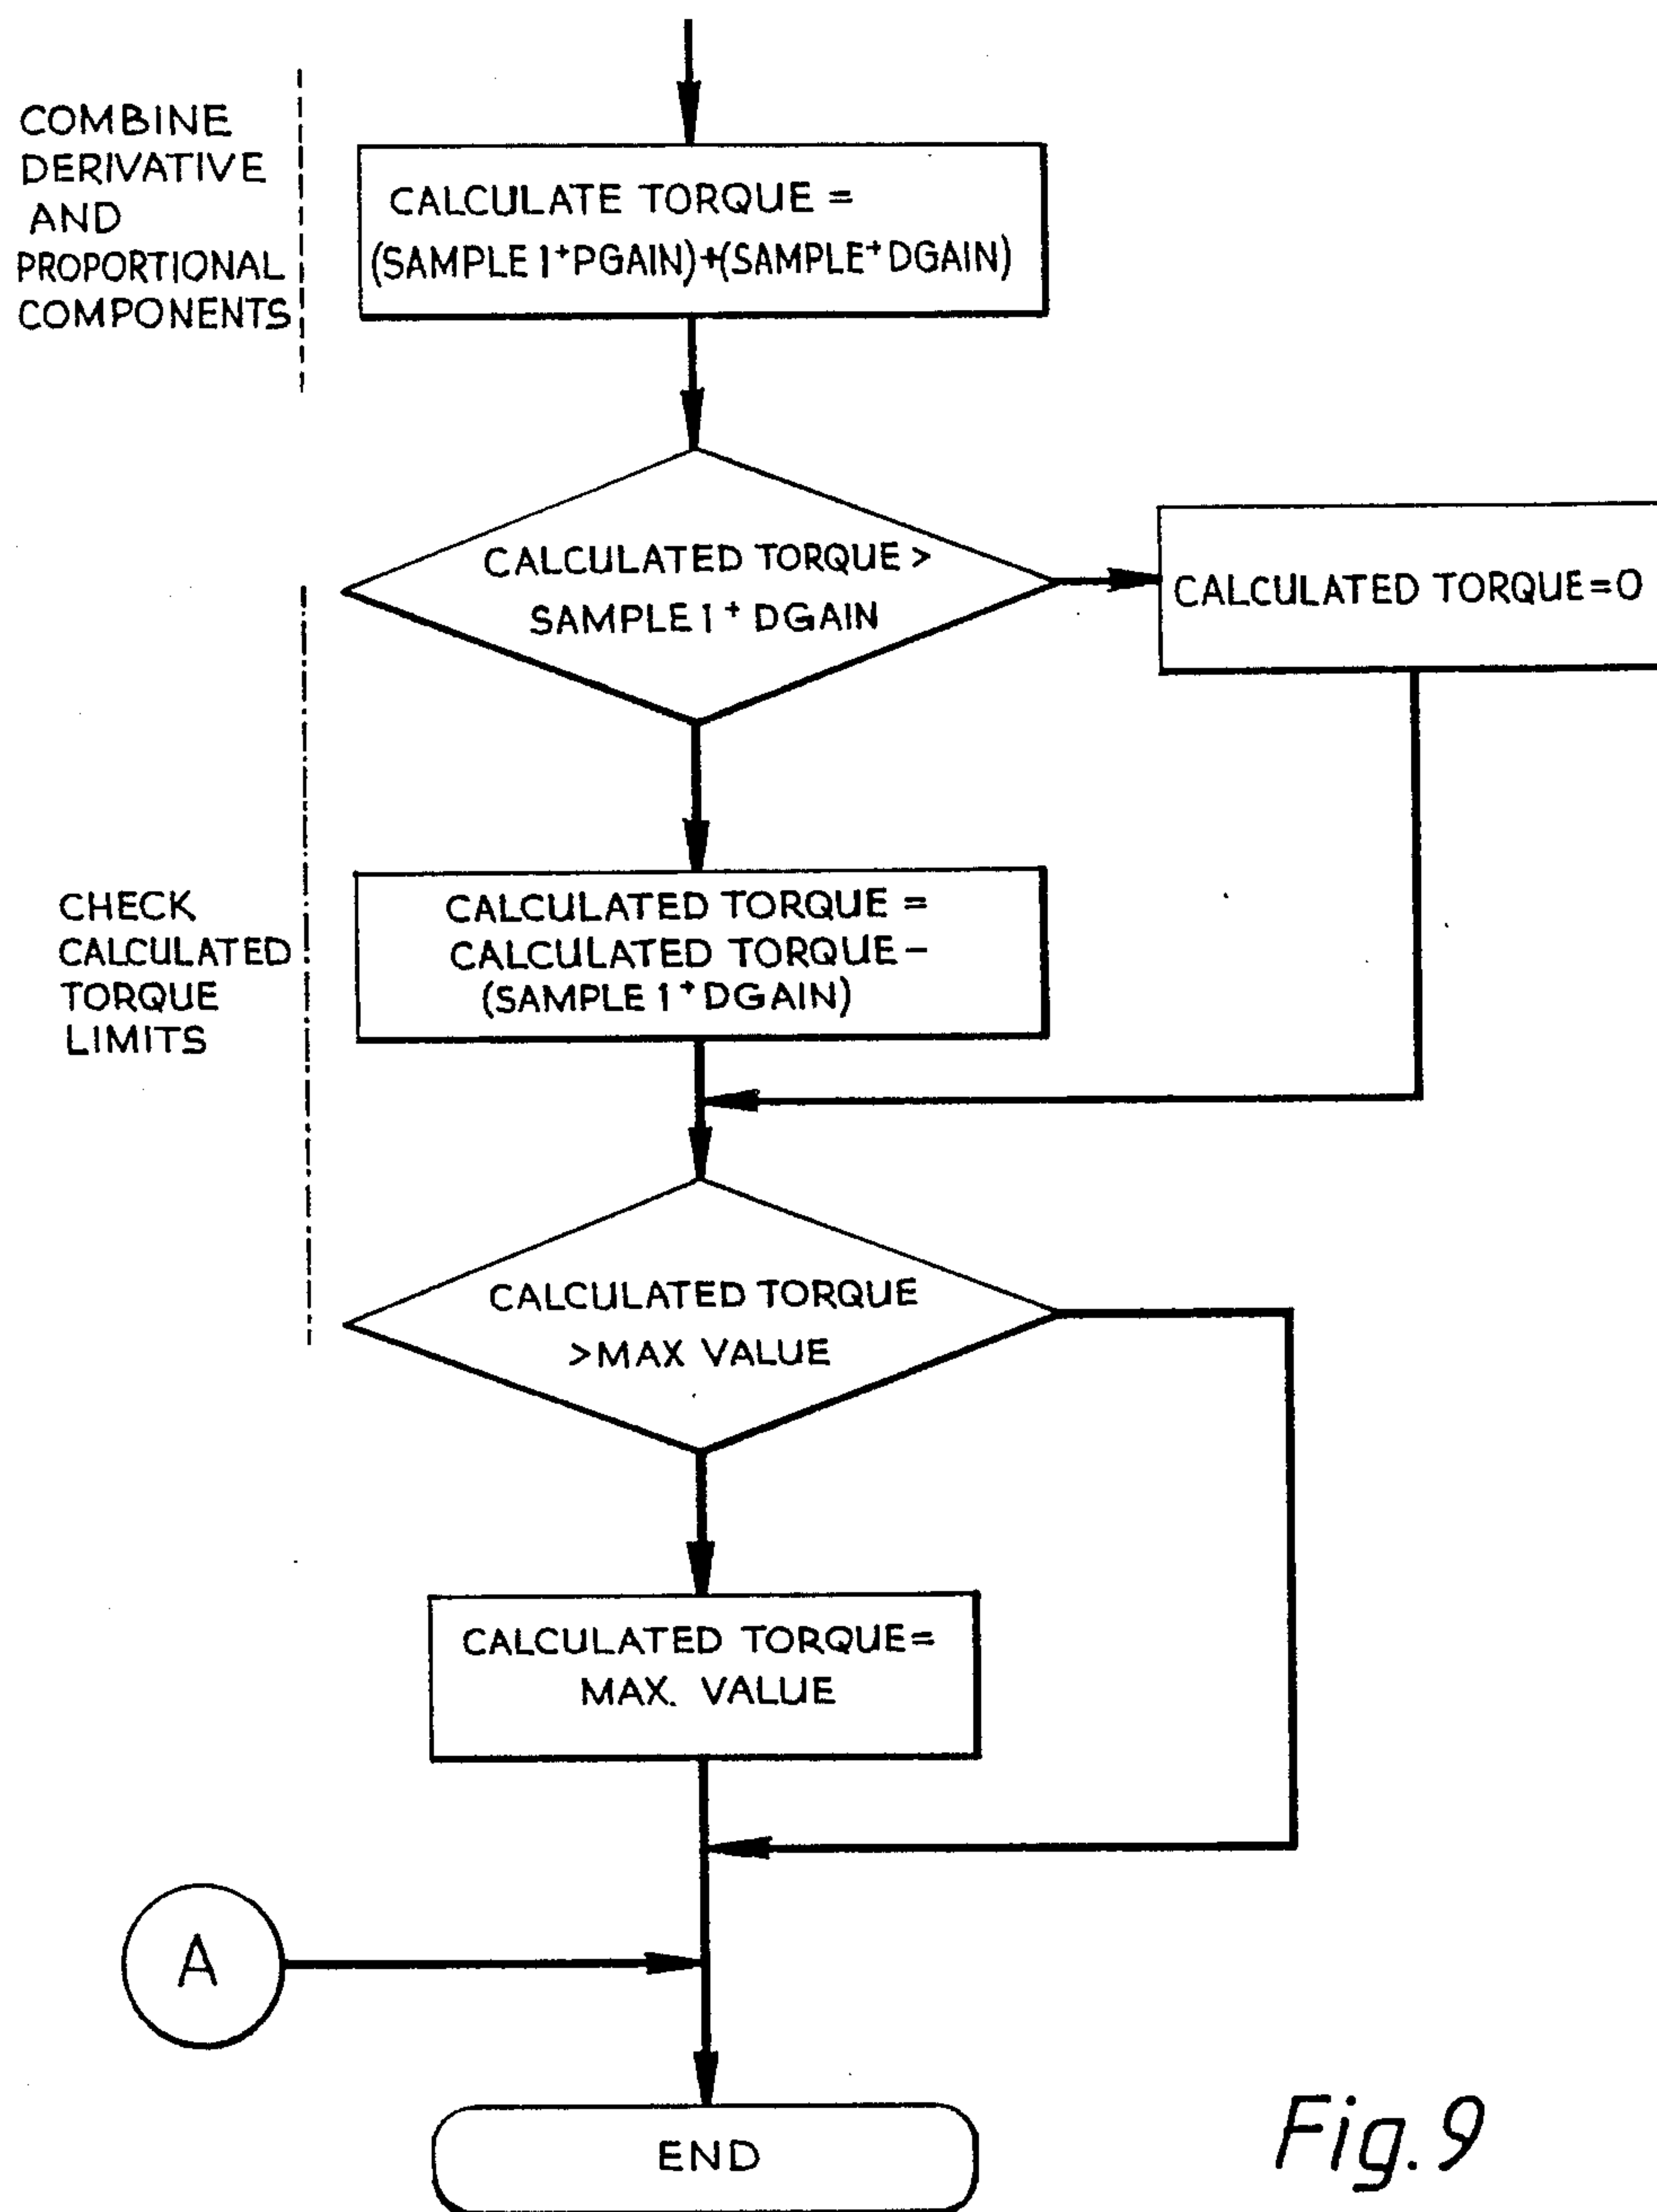 COMBINE
DERIVATIVE
AND
PROPORTIONAL
COMPONENTS
CALCULATE TORQUE =
(SAMPLE 1+PGAIN)+(SAMPLE+DGAIN)
CALCULATED TORQUE >
SAMPLE 1+ DGAIN
CALCULATED TORQUE=0
CHECK
CALCULATED
TORQUE
LIMITS
CALCULATED TORQUE =
CALCULATED TORQUE -
(SAMPLE 1+ DGAIN)
CALCULATED TORQUE
>MAX VALUE
CALCULATED TORQUE=
MAX. VALUE
A
END
Fig.9